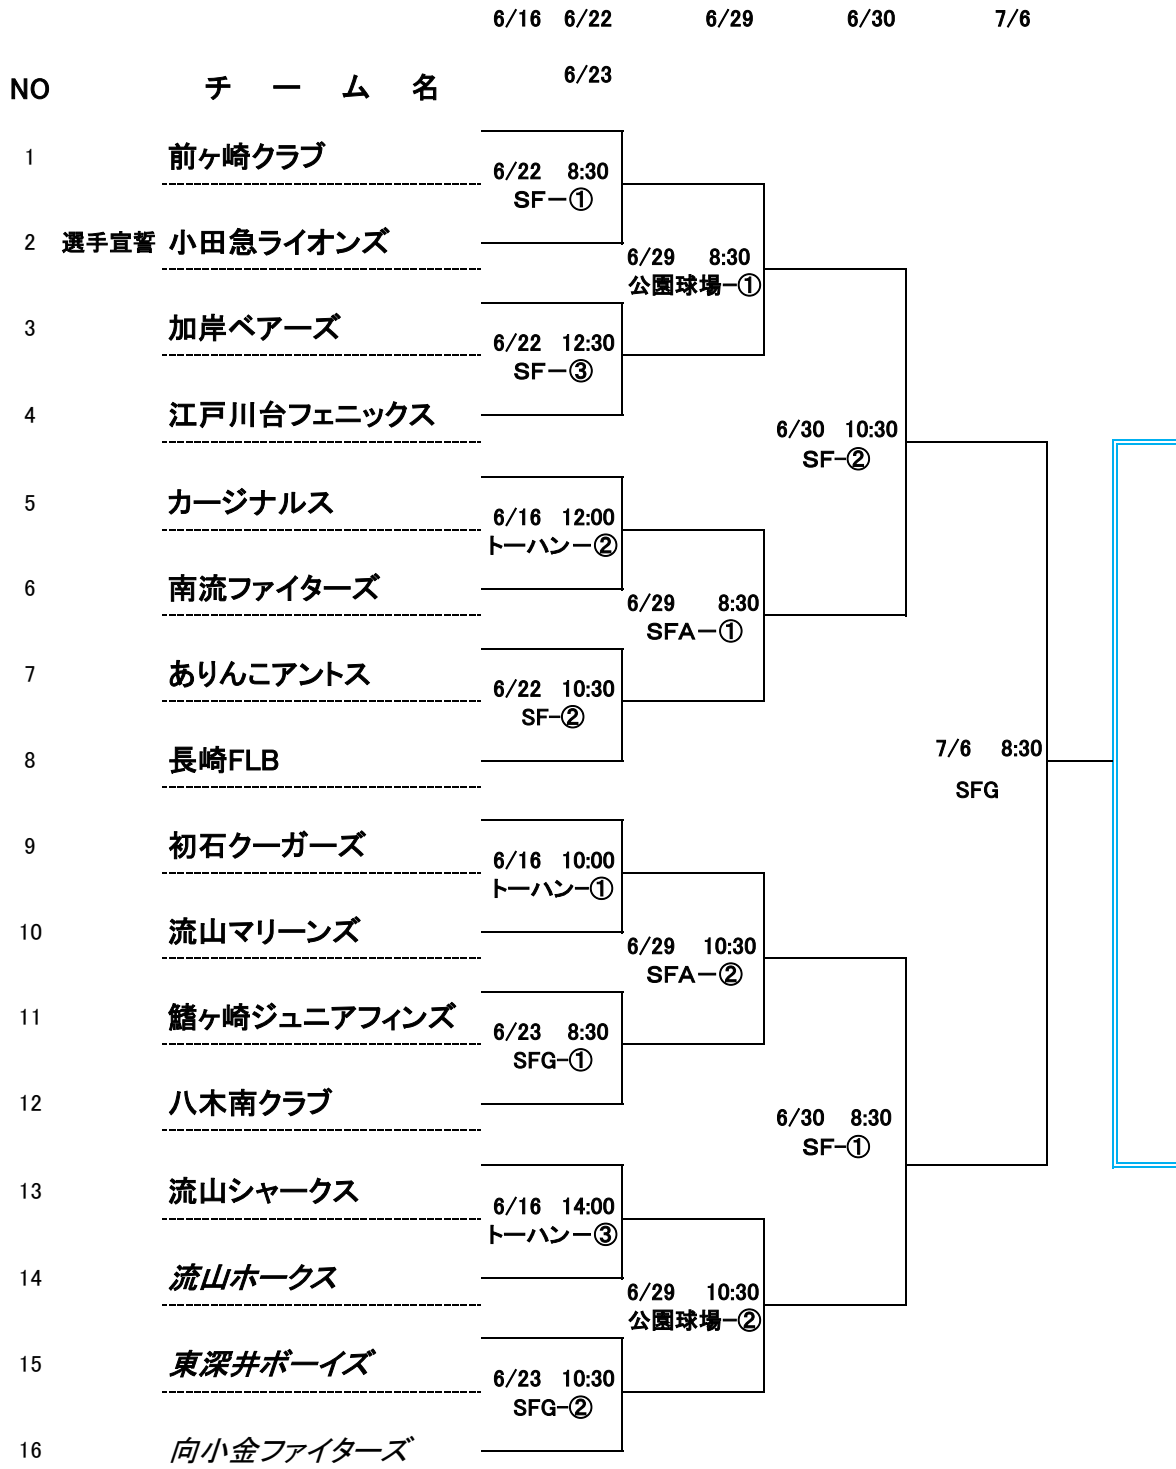 6/16 6/22 6/29 6/30 7/6
6/23
NO チーム名
1 前ヶ崎クラブ
6/22 8:30
SF－①
2 選手宣誓 小田急ライオンズ
6/29 8:30
公園球場-①
3 加岸ベアーズ
6/22 12:30
SF－③
4 江戸川台フェニックス
6/30 10:30
SF-②
5 カージナルス
6/16 12:00
トーハン－②
6 南流ファイターズ
6/29 8:30
SFA－①
7 ありんこアントス
6/22 10:30
SF-②
8 長崎FLB
7/6 8:30
SFG
9 初石クーガーズ
6/16 10:00
トーハン-①
10 流山マリーンズ
6/29 10:30
SFA－②
11 鰭ヶ崎ジュニアフィンズ
6/23 8:30
SFG-①
12 八木南クラブ
6/30 8:30
SF-①
13 流山シャークス
6/16 14:00
トーハン－③
14 流山ホークス
6/29 10:30
公園球場-②
15 東深井ボーイズ
6/23 10:30
SFG-②
16 向小金ファイターズ